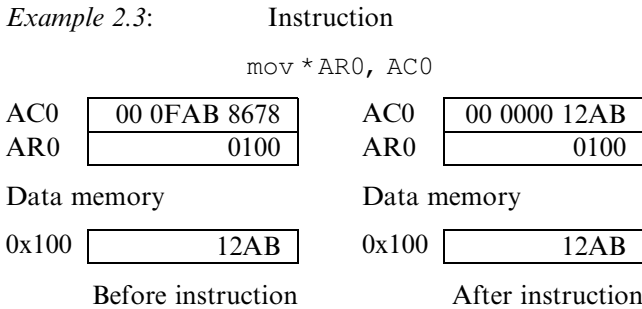 Example 2.3: Instruction
mov *AR0, AC0
AC0 00 0FAB 8678 AC0 00 0000 12AB
AR0 0100 AR0 0100
Data memory Data memory
0x100 12AB 0x100 12AB
Before instruction After instruction